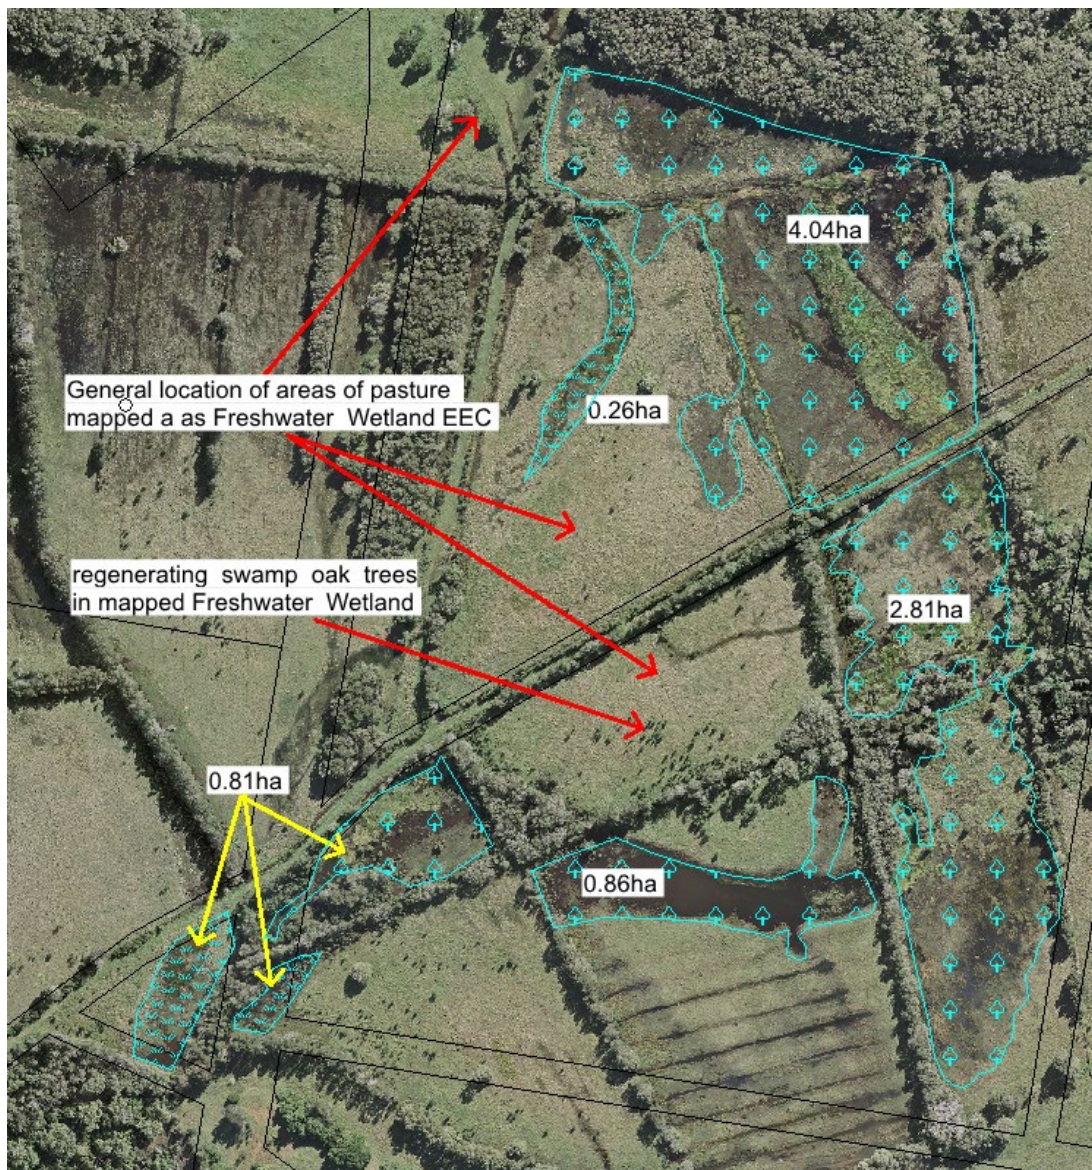 4.04ha
General location of areas of pasture
mapped a as Freshwater Wetland EEC
0.26ha
regenerating swamp oak trees
in mapped Freshwater Wetland
2.81ha
0.81ha
0.86ha